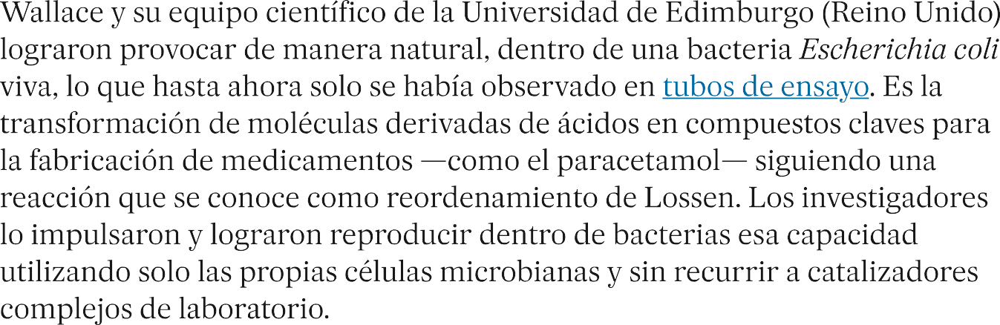 Wallace y su equipo científico de la Universidad de Edimburgo (Reino Unido)
lograron provocar de manera natural, dentro de una bacteria Escherichia coli
viva, lo que hasta ahora solo se había observado en tubos de ensayo. Es la
transformación de moléculas derivadas de ácidos en compuestos claves para
la fabricación de medicamentos —como el paracetamol— siguiendo una
reacción que se conoce como reordenamiento de Lossen. Los investigadores
lo impulsaron y lograron reproducir dentro de bacterias esa capacidad
utilizando solo las propias células microbianas y sin recurrir a catalizadores
complejos de laboratorio.